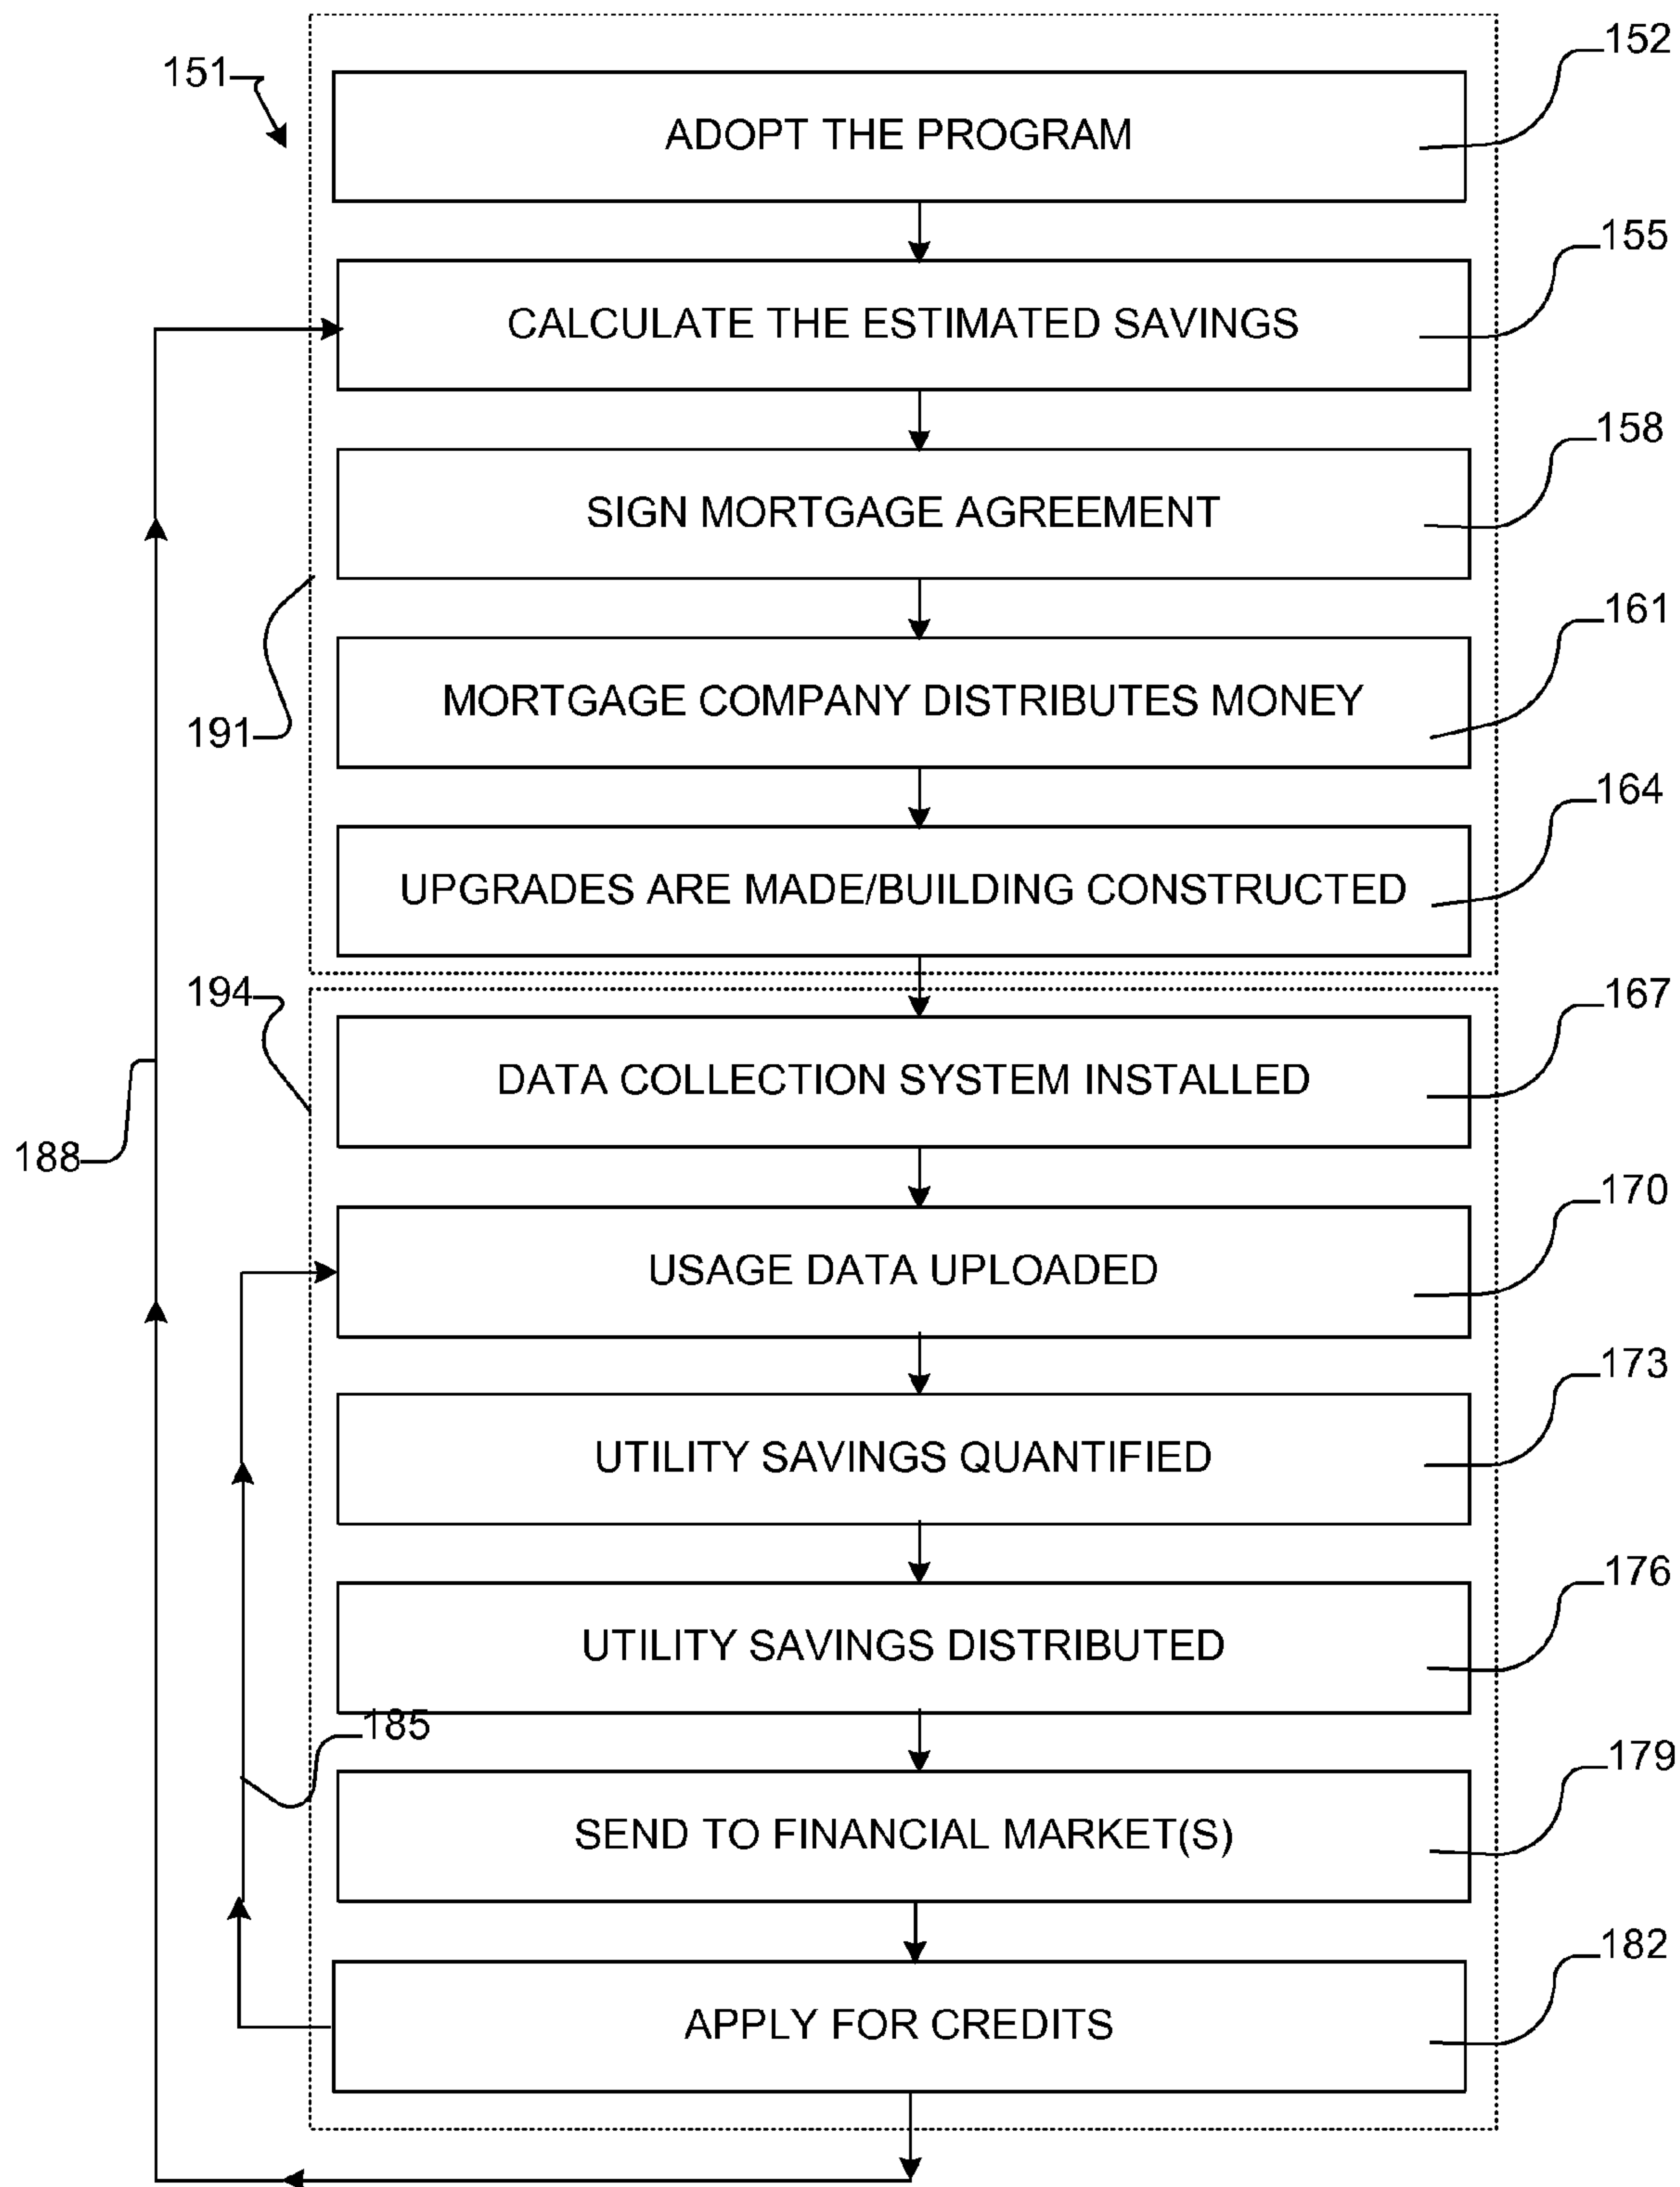 152
151
ADOPT THE PROGRAM
155
CALCULATE THE ESTIMATED SAVINGS
158
SIGN MORTGAGE AGREEMENT
161
MORTGAGE COMPANY DISTRIBUTES MONEY
191
164
UPGRADES ARE MADE/BUILDING CONSTRUCTED
194
167
DATA COLLECTION SYSTEM INSTALLED
188
170
USAGE DATA UPLOADED
173
UTILITY SAVINGS QUANTIFIED
176
UTILITY SAVINGS DISTRIBUTED
185
179
SEND TO FINANCIAL MARKET(S)
182
APPLY FOR CREDITS